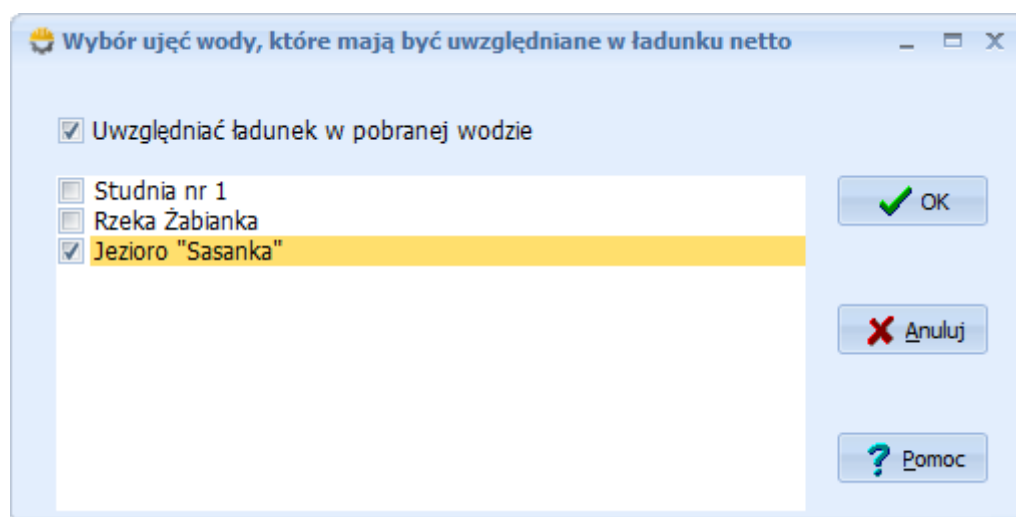 Wybór ujęć wody, które mają być uwzględniane w ładunku netto
Uwzględniać ładunek w pobranej wodzie
Studnia nr 1
Rzeka Żabianka
Jezioro "Sasanka"
OK
Anuluj
Pomoc